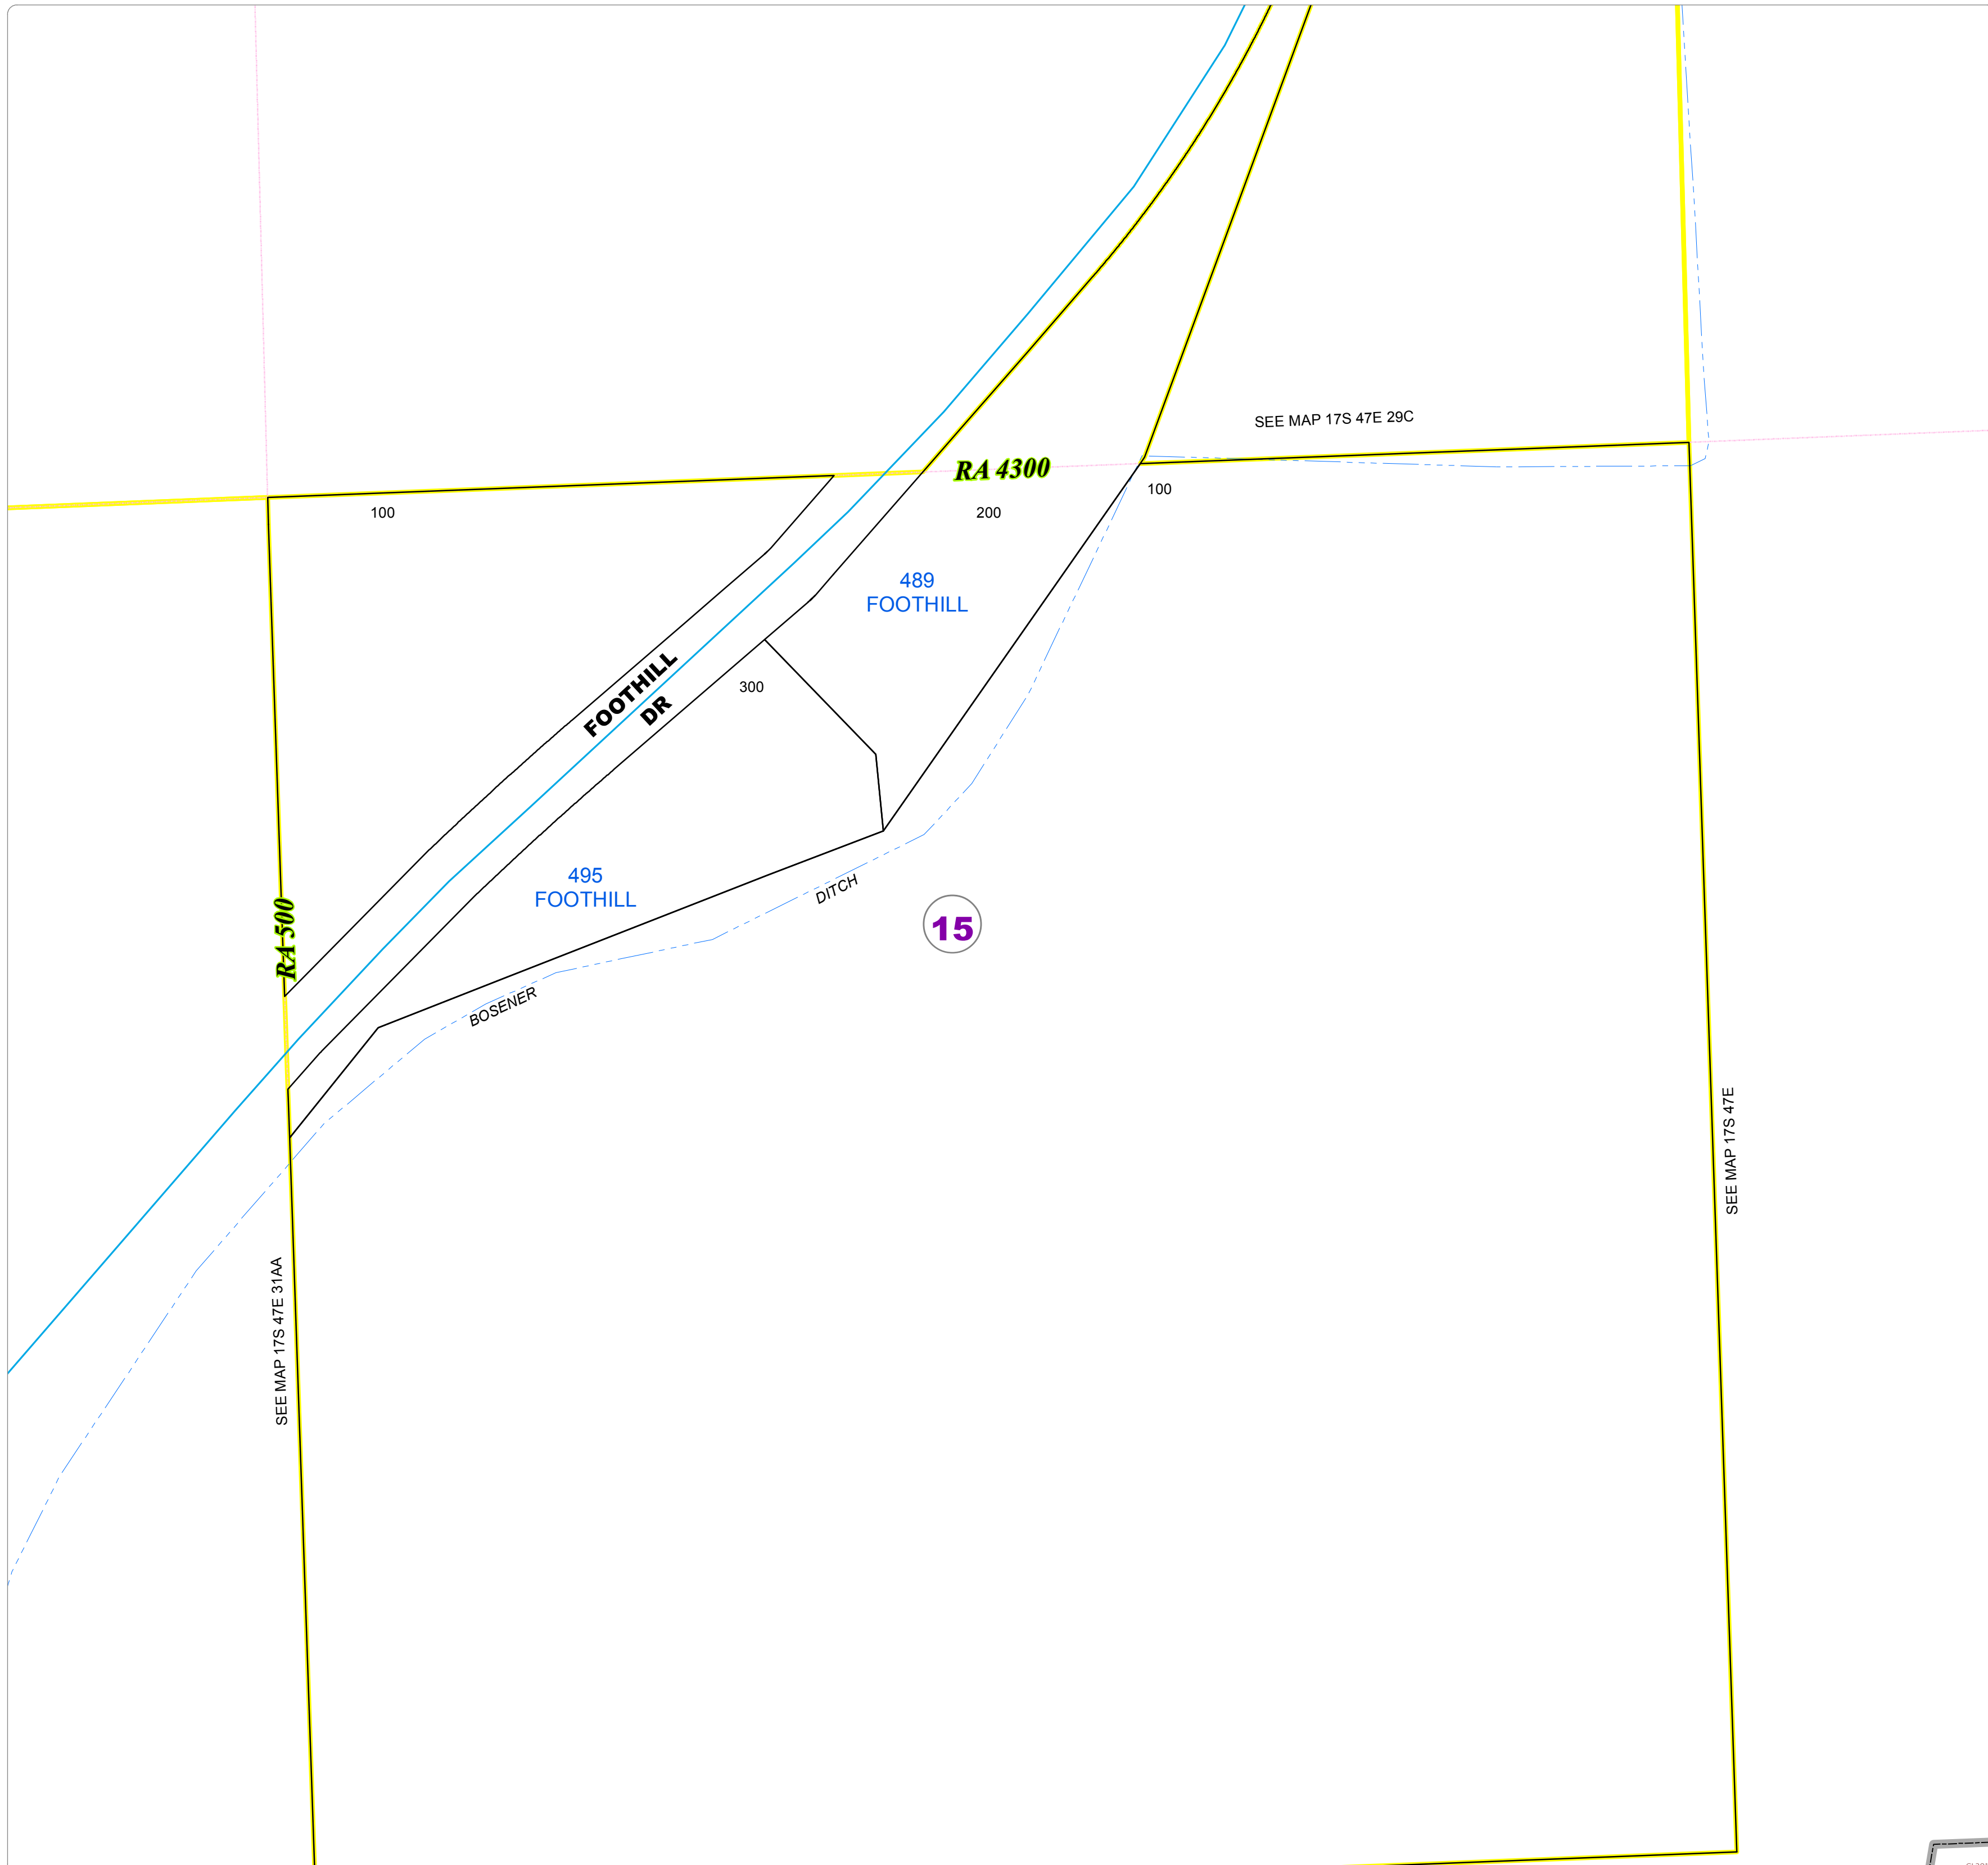 SEE MAP 17S 47E 29C
RA 4300
100
100
200
489
FOOTHILL
FOOTHILL
DR
300
495
FOOTHILL
DITCH
RA 500
15
BOSENER
SEE MAP 17S 47E
SEE MAP 17S 47E 31AA